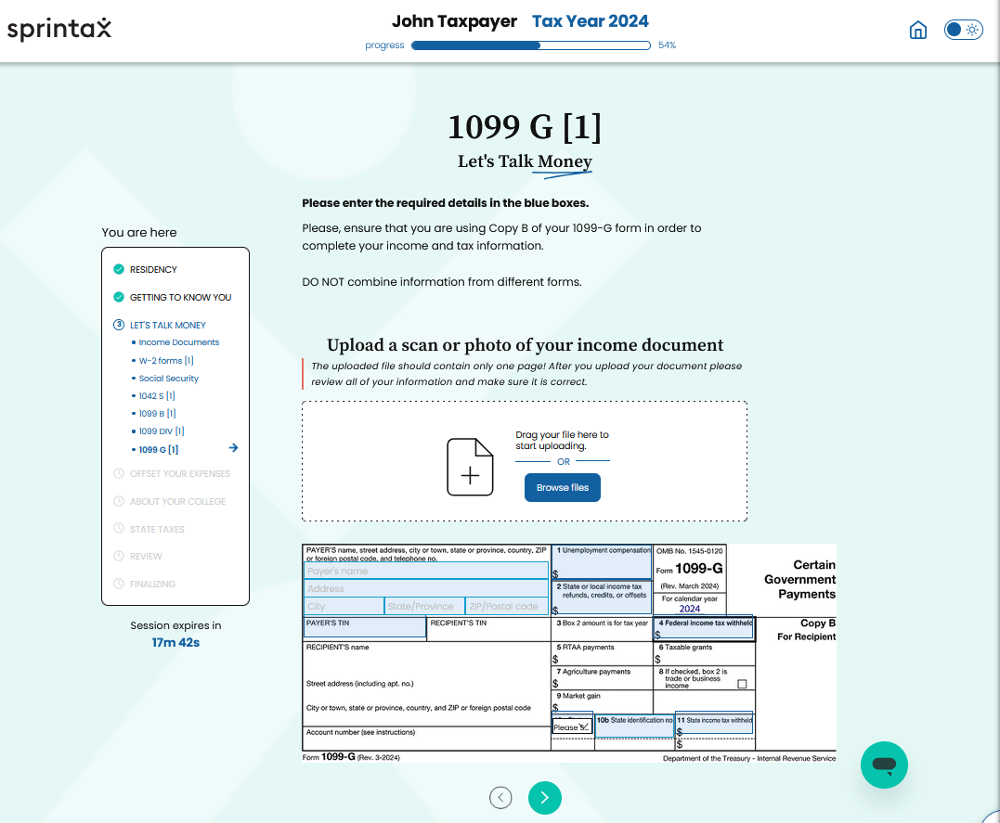 sprintax
John Taxpayer Tax Year 2024
progress 54%
1099 G [1]
Let's Talk Money
Please enter the required details in the blue boxes.
Please, ensure that you are using Copy B of your 1099-G form in order to
complete your income and tax information.
DO NOT combine information from different forms.
You are here
RESIDENCY
GETTING TO KNOW YOU
3 LET'S TALK MONEY
Income Documents
W-2 forms [1]
Social Security
1042 S [1]
1099 B [1]
1099 DIV [1]
1099 G [1]
OFFSET YOUR EXPENSES
ABOUT YOUR COLLEGE
STATE TAXES
REVIEW
FINALIZING
Session expires in
17m 42s
Upload a scan or photo of your income document
The uploaded file should contain only one page! After you upload your document please
review all of your information and make sure it is correct.
Drag your file here to
start uploading.
OR
Browse files
PAYER'S name, street address, city or town, state or province, country, ZIP
or foreign postal code, and telephone no.
Payer's name
Address
City State/Province ZIP/Postal code
1 Unemployment compensation
$
2 State or local income tax
refunds, credits, or offsets
$
OMB No. 1545-0120
Form 1099-G
(Rev. March 2024)
For calendar year
2024
Certain
Government
Payments
PAYER'S TIN RECIPIENT'S TIN
3 Box 2 amount is for tax year
4 Federal income tax withheld
$
Copy B
For Recipient
RECIPIENT'S name
5 RTAA payments
$
6 Taxable grants
$
7 Agriculture payments
$
8 If checked, box 2 is
trade or business
income
Street address (including apt. no.)
9 Market gain
$
City or town, state or province, country, and ZIP or foreign postal code
Please
10b State identification no
11 State income tax withheld
$
$
Account number (see instructions)
Form 1099-G (Rev. 3-2024)
Department of the Treasury - Internal Revenue Service